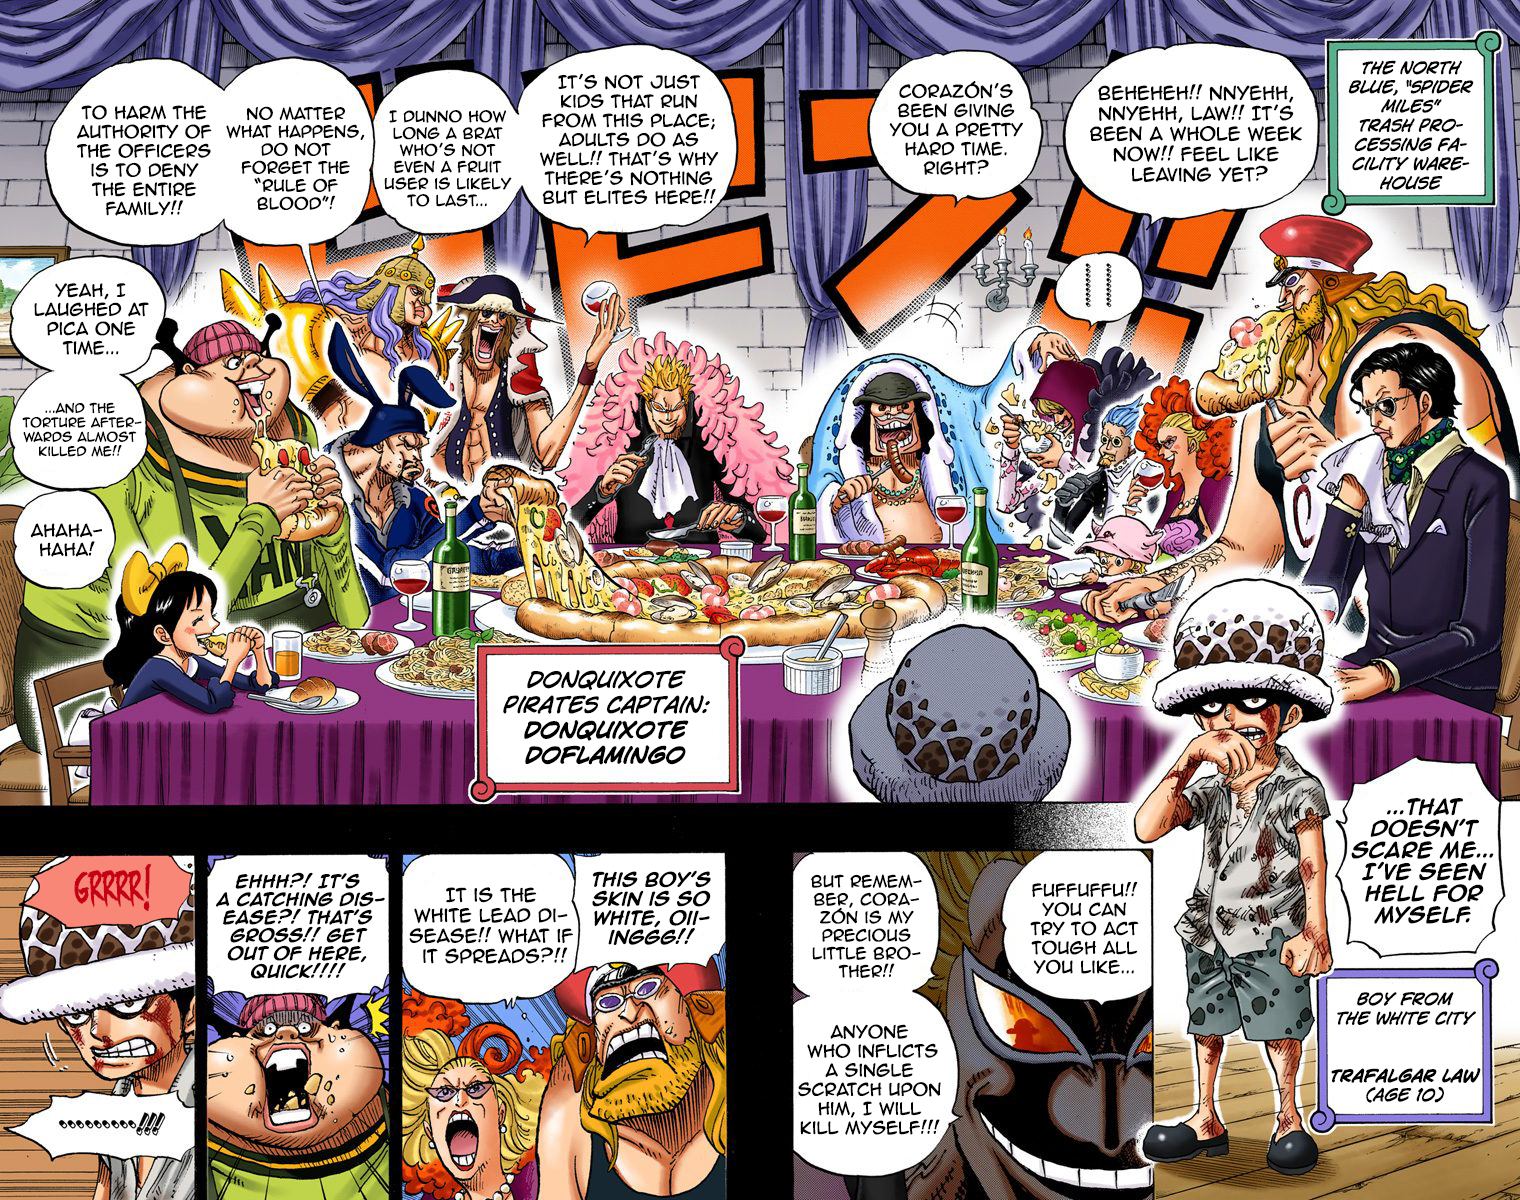 THE NORTH
BLUE, "SPIDER
MILES"
TRASH PRO-
CESSING FA-
CILITY WARE-
HOUSE
BEHEHEH!! NNYEHH,
NNYEHH, LAW!! IT'S
BEEN A WHOLE WEEK
NOW!! FEEL LIKE
LEAVING YET?
CORAZÓN'S
BEEN GIVING
YOU A PRETTY
HARD TIME.
RIGHT?
!!
IT'S NOT JUST
KIDS THAT RUN
FROM THIS PLACE;
ADULTS DO AS
WELL!! THAT'S WHY
THERE'S NOTHING
BUT ELITES HERE!!
I DUNNO HOW
LONG A BRAT
WHO'S NOT
EVEN A FRUIT
USER IS LIKELY
TO LAST...
NO MATTER
WHAT HAPPENS,
DO NOT
FORGET THE
"RULE OF
BLOOD"!
TO HARM THE
AUTHORITY OF
THE OFFICERS
IS TO DENY
THE ENTIRE
FAMILY!!
YEAH, I
LAUGHED AT
PICA ONE
TIME...
...AND THE
TORTURE AFTER-
WARDS ALMOST
KILLED ME!!
AHAHA-
HAHA!
DONQUIXOTE
PIRATES CAPTAIN:
DONQUIXOTE
DOFLAMINGO
...THAT
DOESN'T
SCARE ME...
I'VE SEEN
HELL FOR
MYSELF.
BOY FROM
THE WHITE CITY
TRAFALGAR LAW
(AGE 10)
FUFFUFFU!!
YOU CAN
TRY TO ACT
TOUGH ALL
YOU LIKE...
BUT REMEM-
BER, CORA-
ZÓN IS MY
PRECIOUS
LITTLE BRO-
THER!!
ANYONE
WHO INFLICTS
A SINGLE
SCRATCH UPON
HIM, I WILL
KILL MYSELF!!!
THIS BOY'S
SKIN IS SO
WHITE, OII-
INGGG!!
IT IS THE
WHITE LEAD DI-
SEASE!! WHAT IF
IT SPREADS?!!
EHHH?! IT'S
A CATCHING DIS-
EASE?! THAT'S
GROSS!! GET
OUT OF HERE,
QUICK!!!!
GRRRR!
.........!!!